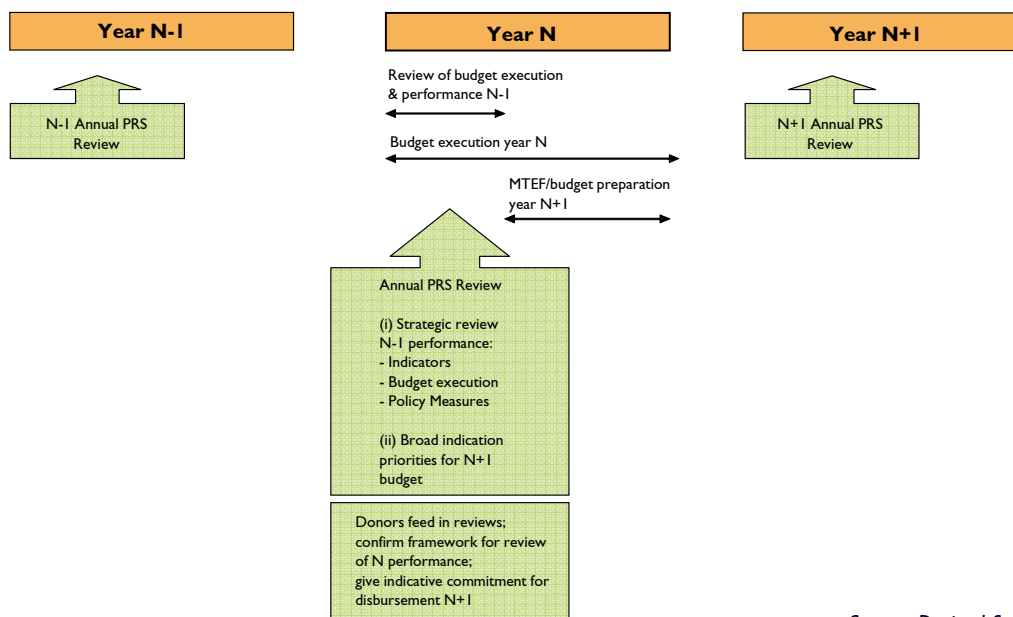 Year N-1
Year N
Year N+1
Review of budget execution
& performance N-1
N-1 Annual PRS
Review
N+1 Annual PRS
Review
Budget execution year N
MTEF/budget preparation
year N+1
Annual PRS Review
(i) Strategic review
N-1 performance:
- Indicators
- Budget execution
- Policy Measures
(ii) Broad indication
priorities for N+1
budget
Donors feed in reviews;
confirm framework for review
of N performance;
give indicative commitment for
disbursement N+1